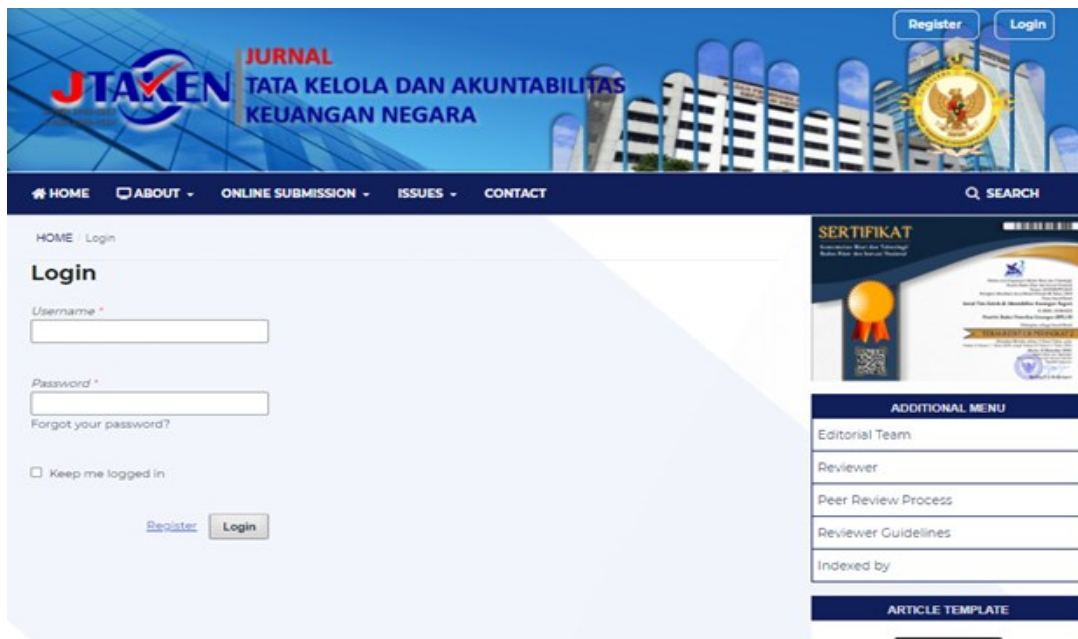 Register Login
JTAKEN
JURNAL
TATA KELOLA DAN AKUNTABILITAS
KEUANGAN NEGARA
HOME ABOUT ONLINE SUBMISSION ISSUES CONTACT SEARCH
HOME / Login
Login
Username *
Password *
Forgot your password?
Keep me logged in
Register Login
SERTIFIKAT
ADDITIONAL MENU
Editorial Team
Reviewer
Peer Review Process
Reviewer Guidelines
Indexed by
ARTICLE TEMPLATE